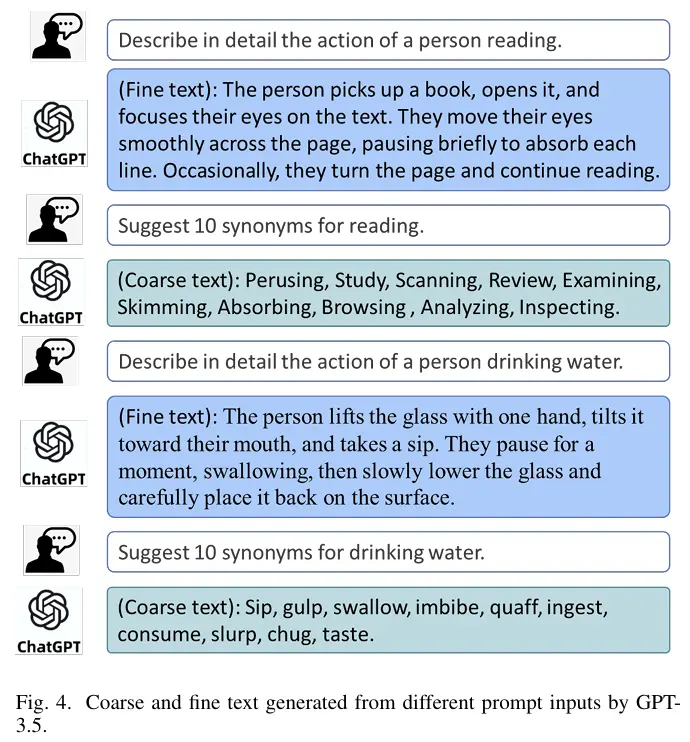 Describe in detail the action of a person reading.
(Fine text): The person picks up a book, opens it, and
focuses their eyes on the text. They move their eyes
smoothly across the page, pausing briefly to absorb each
line. Occasionally, they turn the page and continue reading.
ChatGPT
Suggest 10 synonyms for reading.
(Coarse text): Perusing, Study, Scanning, Review, Examining,
Skimming, Absorbing, Browsing , Analyzing, Inspecting.
ChatGPT
Describe in detail the action of a person drinking water.
(Fine text): The person lifts the glass with one hand, tilts it
toward their mouth, and takes a sip. They pause for a
moment, swallowing, then slowly lower the glass and
carefully place it back on the surface.
ChatGPT
Suggest 10 synonyms for drinking water.
(Coarse text): Sip, gulp, swallow, imbibe, quaff, ingest,
consume, slurp, chug, taste.
ChatGPT
Fig. 4. Coarse and fine text generated from different prompt inputs by GPT-
3.5.